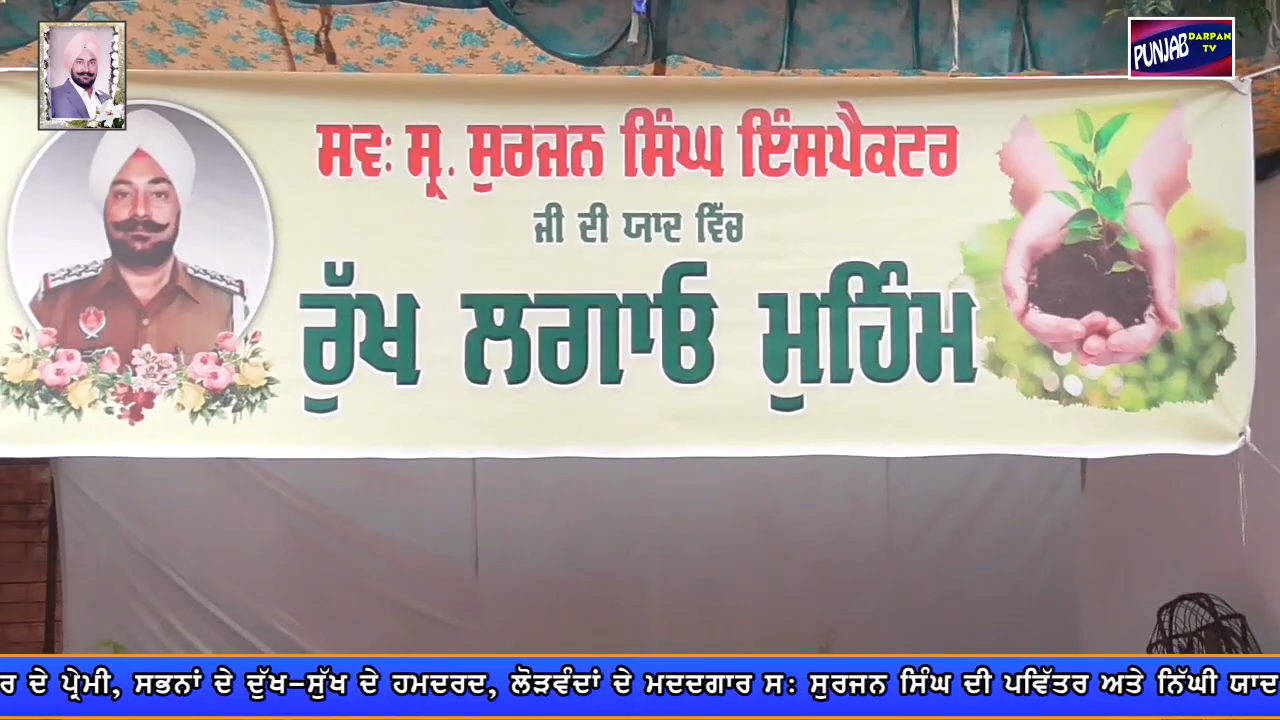 PUNJAB DARPAN TV
ਸਵ: ਸ੍ਰ. ਸੁਰਜਨ ਸਿੰਘ ਇੰਸਪੈਕਟਰ
ਜੀ ਦੀ ਯਾਦ ਵਿੱਚ
ਰੁੱਖ ਲਗਾਓ ਮੁਹਿੰਮ
ਰ ਦੇ ਪ੍ਰੇਮੀ, ਸਭਨਾਂ ਦੇ ਦੁੱਖ-ਸੁੱਖ ਦੇ ਹਮਦਰਦ, ਲੋੜਵੰਦਾਂ ਦੇ ਮਦਦਗਾਰ ਸ: ਸੁਰਜਨ ਸਿੰਘ ਦੀ ਪਵਿੱਤਰ ਅਤੇ ਨਿੱਘੀ ਯਾਦ